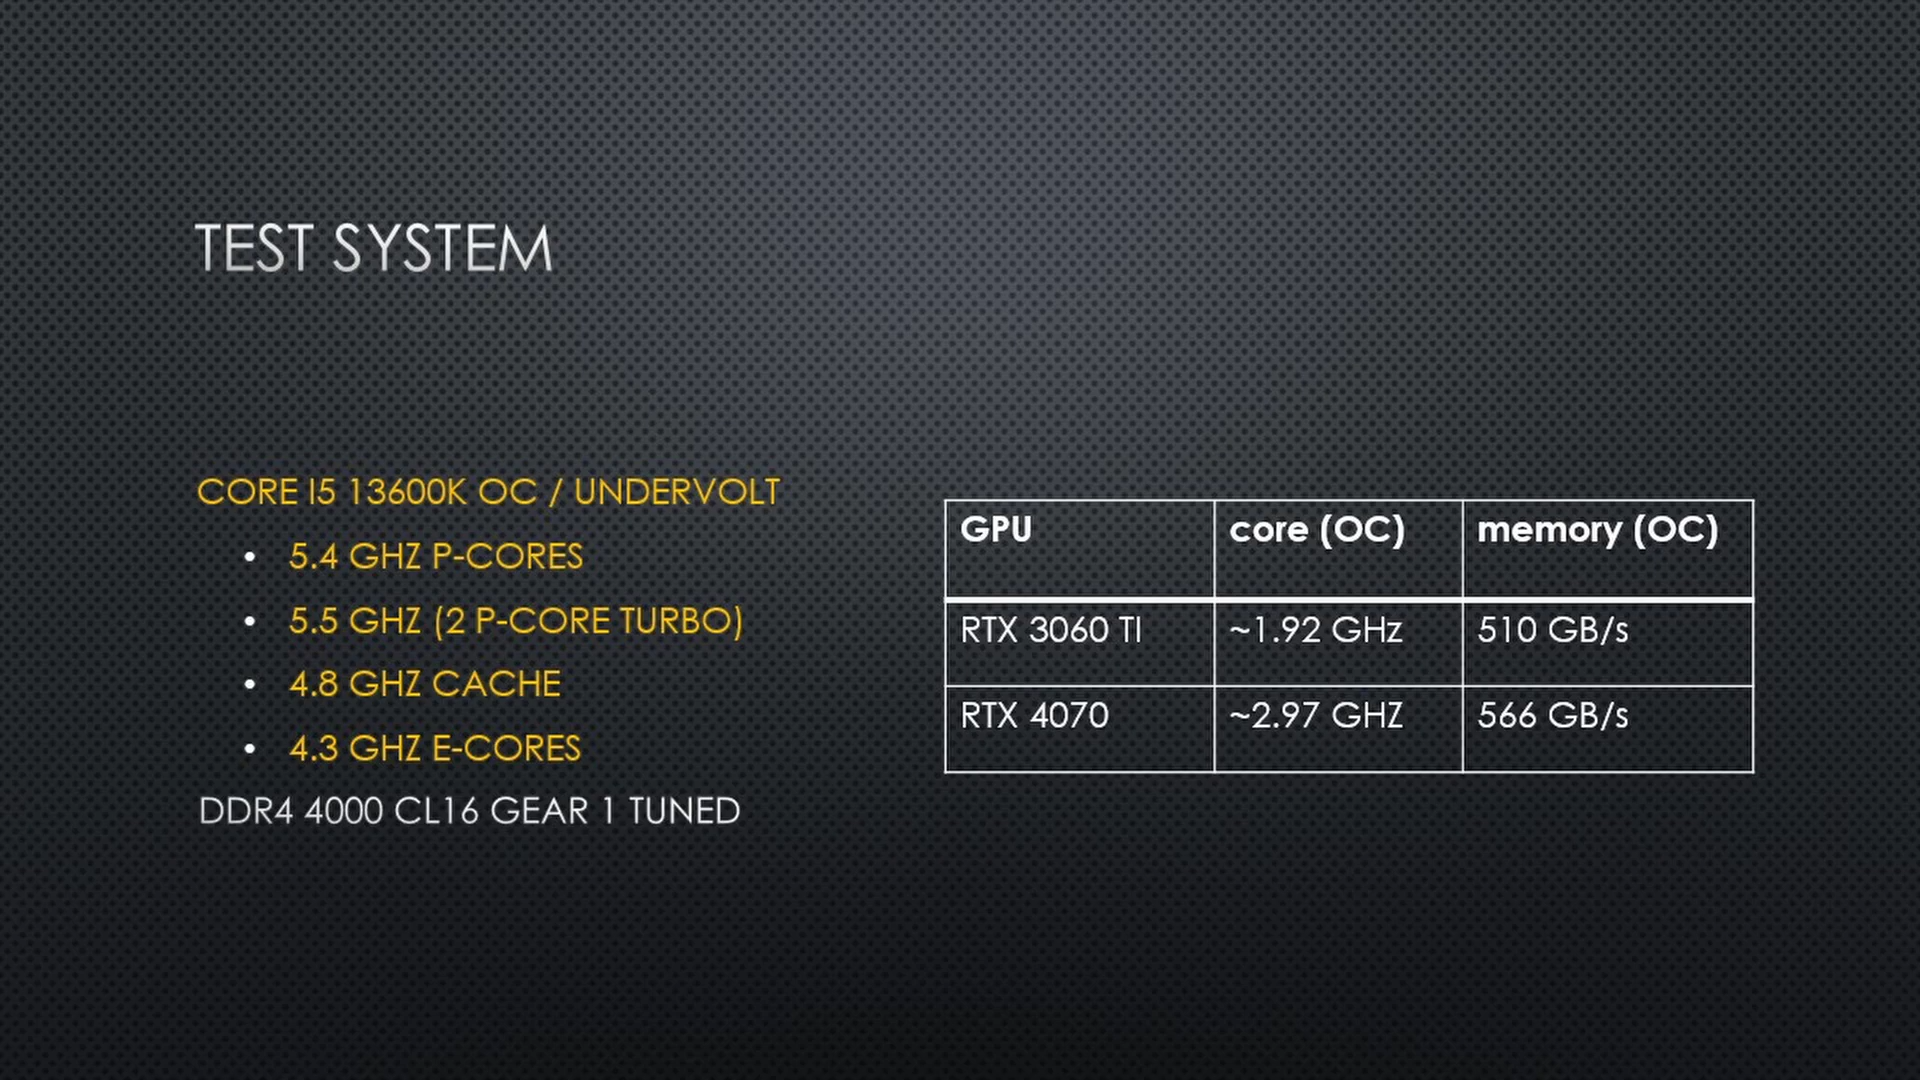 TEST SYSTEM
CORE I5 13600K OC / UNDERVOLT
• 5.4 GHZ P-CORES
• 5.5 GHZ (2 P-CORE TURBO)
• 4.8 GHZ CACHE
• 4.3 GHZ E-CORES
DDR4 4000 CL16 GEAR 1 TUNED
GPU core (OC) memory (OC)
RTX 3060 TI ~1.92 GHz 510 GB/s
RTX 4070 ~2.97 GHZ 566 GB/s